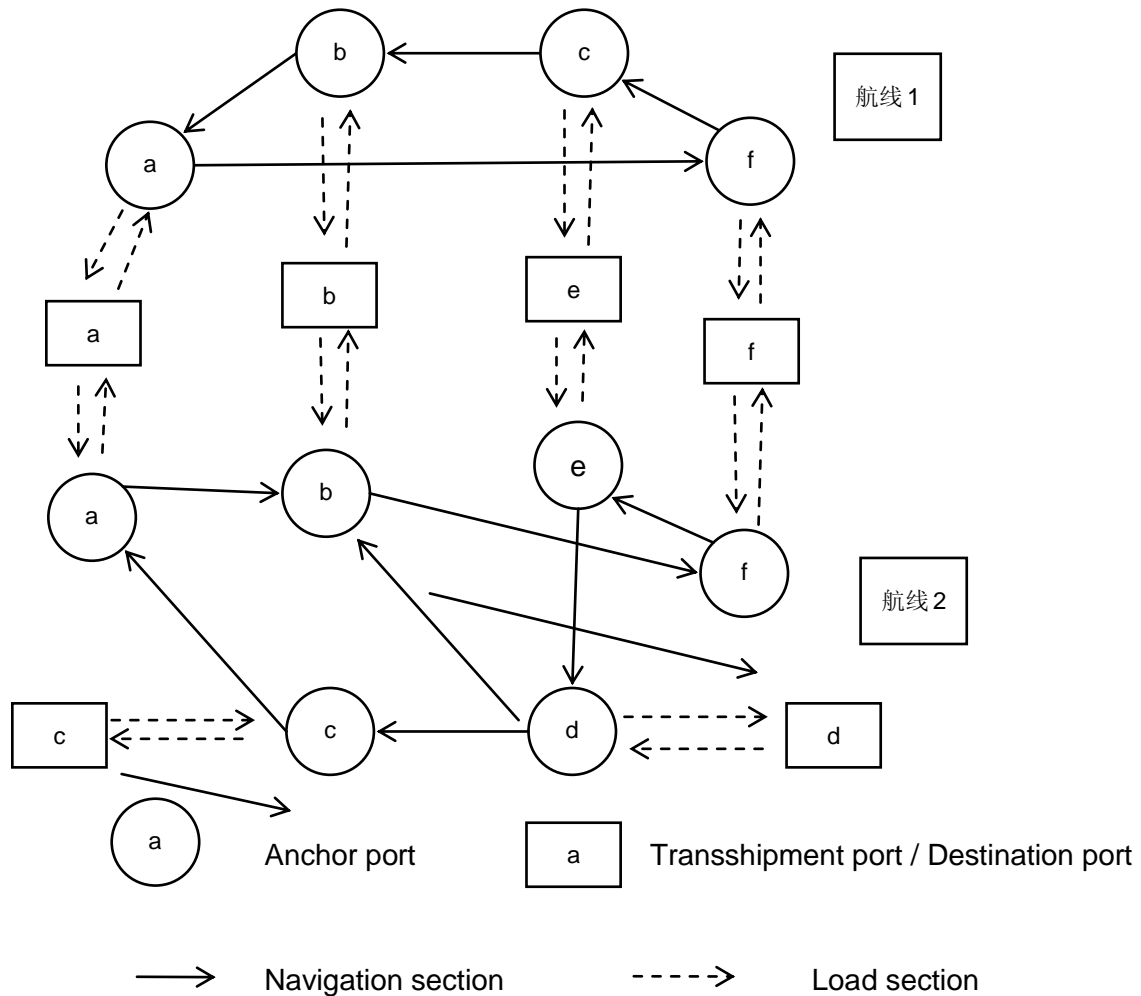 b
c
航线 1
a
f
b
e
a
f
e
b
a
f
航线 2
c
c
d
d
a
Anchor port
a
Transshipment port / Destination port
Navigation section
Load section